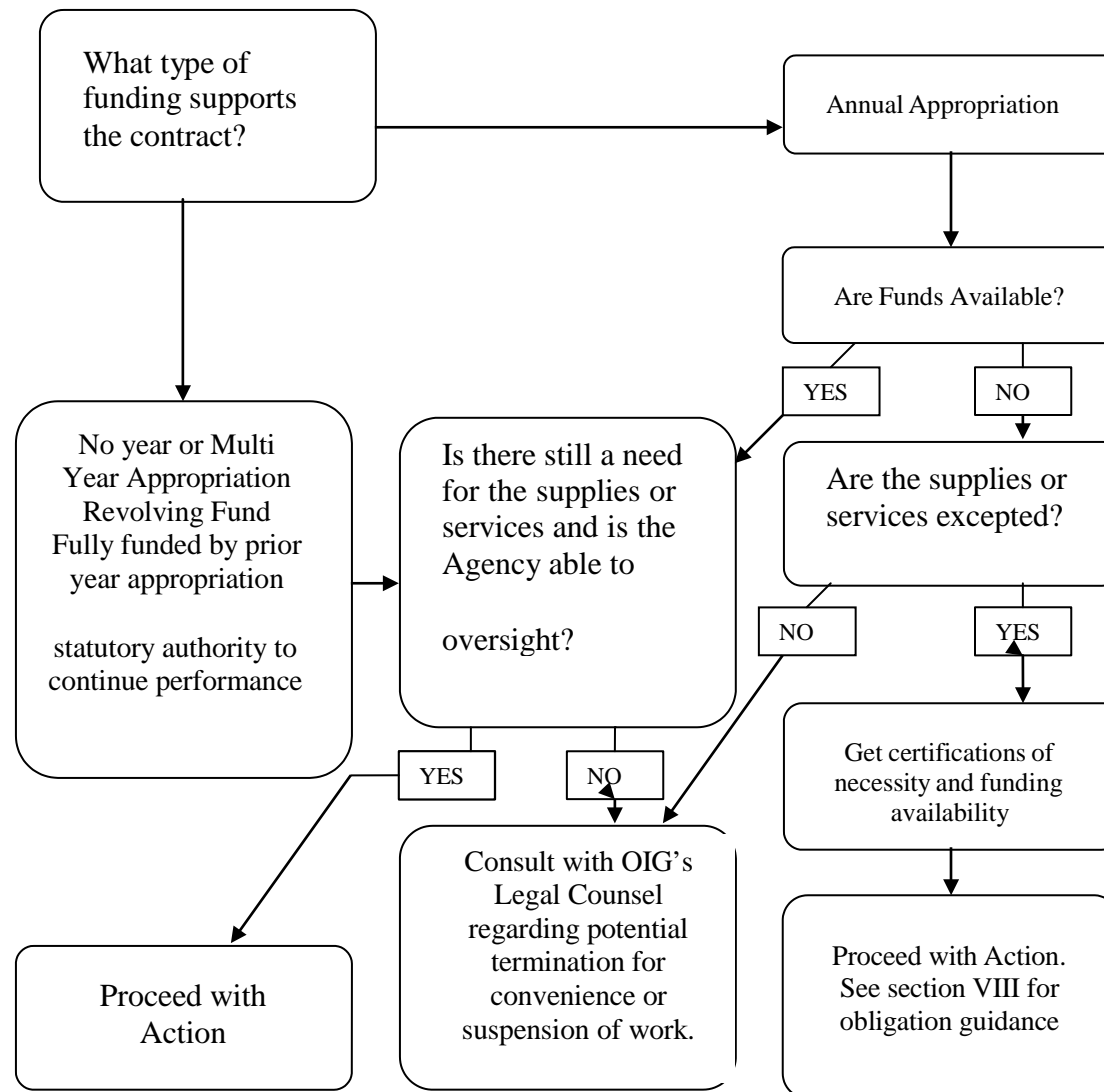 What type of
funding supports
the contract?
Annual Appropriation
Are Funds Available?
YES
NO
No year or Multi
Year Appropriation
Revolving Fund
Fully funded by prior
year appropriation
statutory authority to
continue performance
Is there still a need
for the supplies or
services and is the
Agency able to
oversight?
Are the supplies or
services excepted?
NO
YES
YES
NO
Get certifications of
necessity and funding
availability
Consult with OIG’s
Legal Counsel
regarding potential
termination for
convenience or
suspension of work.
Proceed with
Action
Proceed with Action.
See section VIII for
obligation guidance